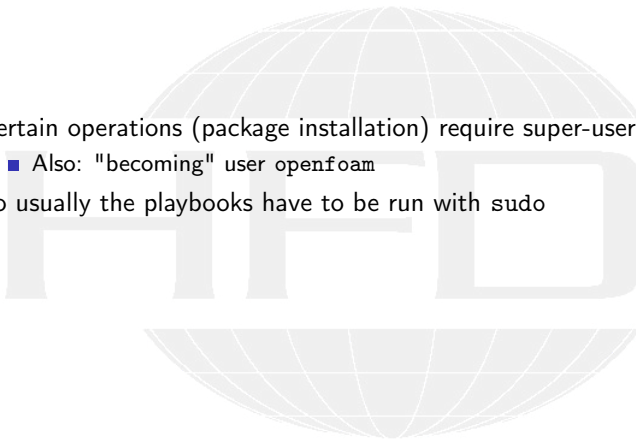 ertain operations (package installation) require super-user
Also: "becoming" user openfoam
o usually the playbooks have to be run with sudo
HFD